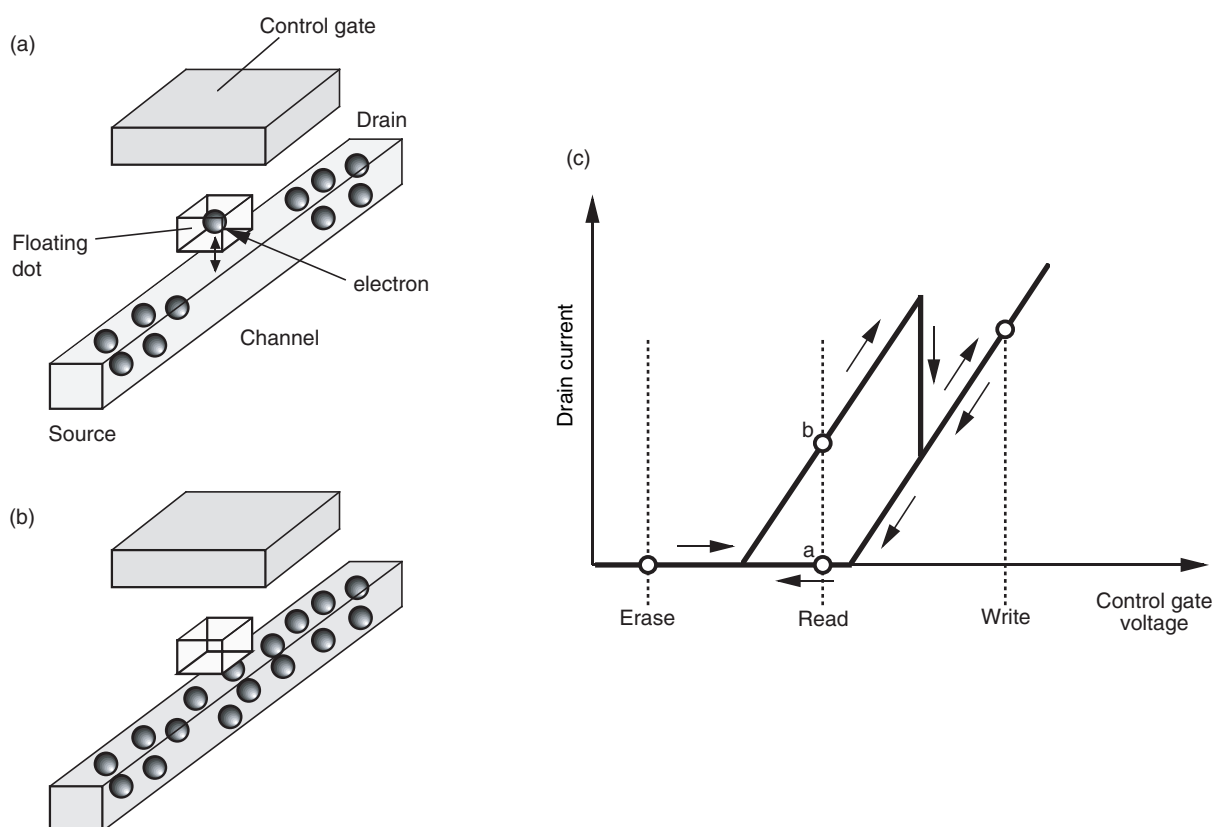 (a)
Control gate
Drain
Floating
dot
electron
Channel
Source
(b)
(c)
Drain current
b
a
Erase
Read
Write
Control gate
voltage